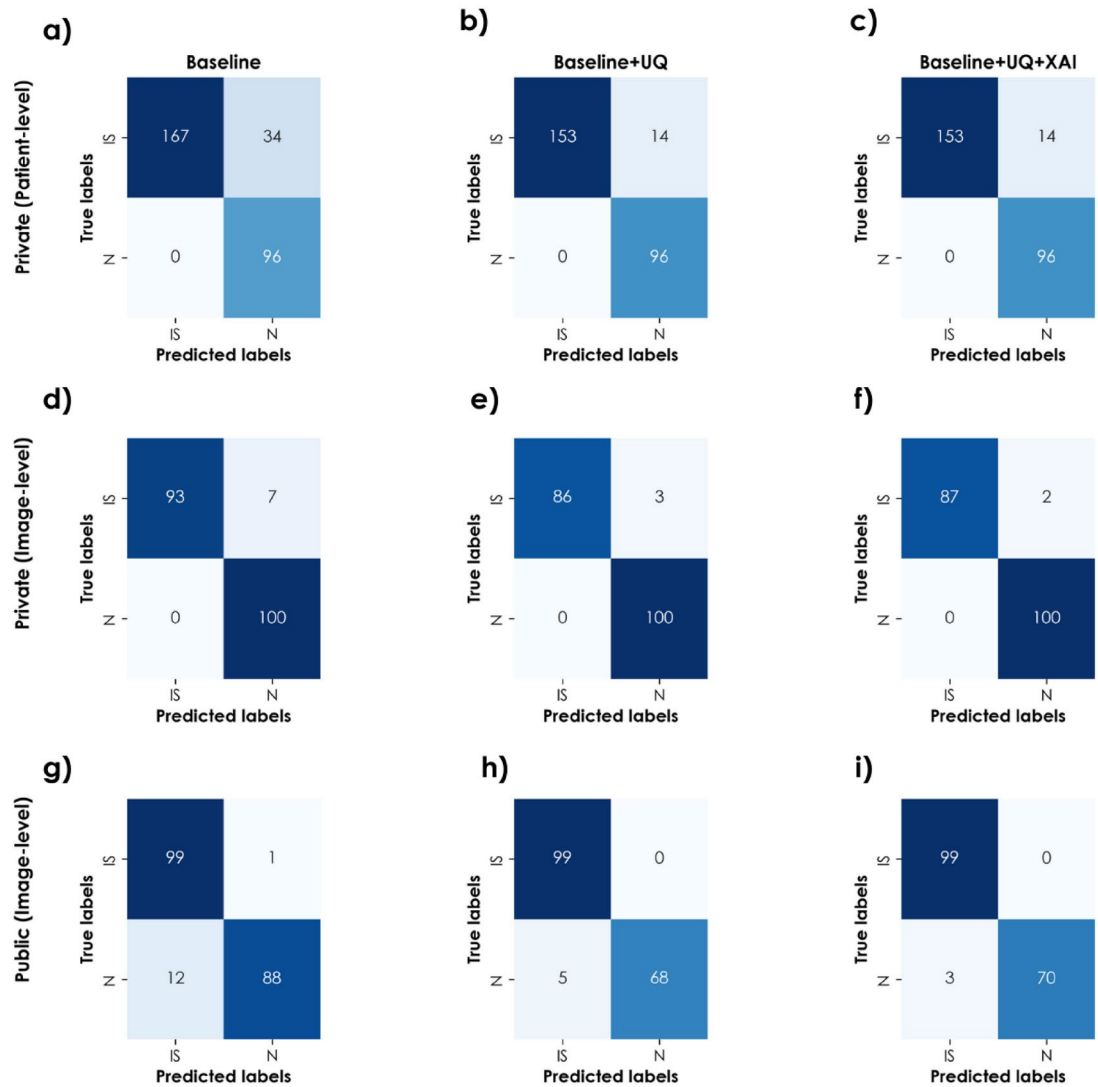 a)
b)
c)
Baseline
Baseline+UQ
Baseline+UQ+XAI
Private (Patient-level)
True labels
IS
N
167
34
0
96
IS
N
Predicted labels
True labels
IS
N
153
14
0
96
IS
N
Predicted labels
True labels
IS
N
153
14
0
96
IS
N
Predicted labels
d)
e)
f)
Private (Image-level)
True labels
IS
N
93
7
0
100
IS
N
Predicted labels
True labels
IS
N
86
3
0
100
IS
N
Predicted labels
True labels
IS
N
87
2
0
100
IS
N
Predicted labels
g)
h)
i)
Public (Image-level)
True labels
IS
N
99
1
12
88
IS
N
Predicted labels
True labels
IS
N
99
0
5
68
IS
N
Predicted labels
True labels
IS
N
99
0
3
70
IS
N
Predicted labels